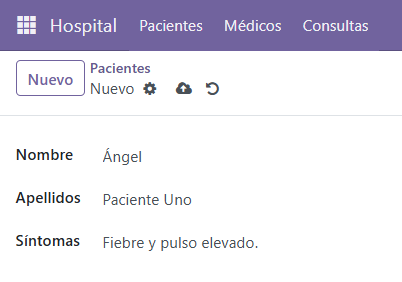 Hospital Pacientes Médicos Consultas
Nuevo
Pacientes
Nuevo
Nombre Ángel
Apellidos Paciente Uno
Síntomas Fiebre y pulso elevado.